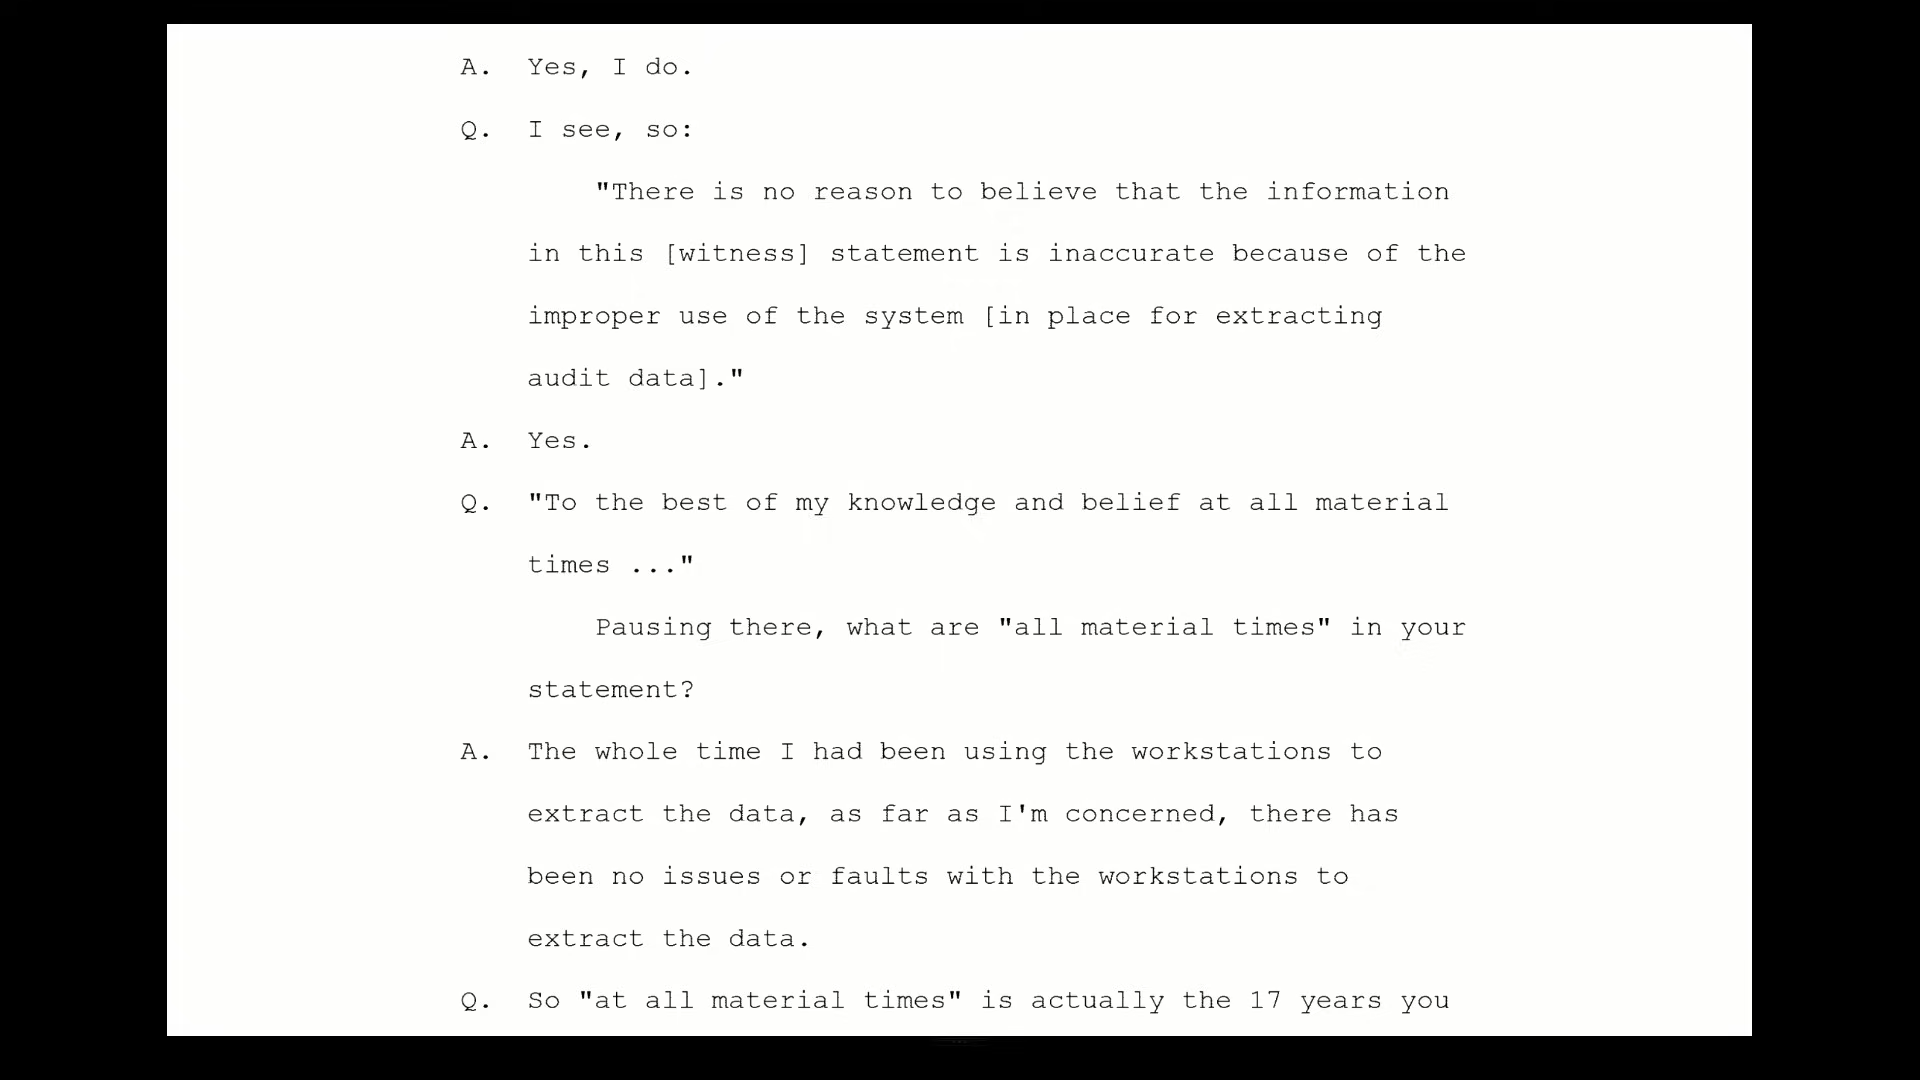 A. Yes, I do.
Q. I see, so:
"There is no reason to believe that the information
in this [witness] statement is inaccurate because of the
improper use of the system [in place for extracting
audit data]."
A. Yes.
Q. "To the best of my knowledge and belief at all material
times ..."
Pausing there, what are "all material times" in your
statement?
A. The whole time I had been using the workstations to
extract the data, as far as I'm concerned, there has
been no issues or faults with the workstations to
extract the data.
Q. So "at all material times" is actually the 17 years you